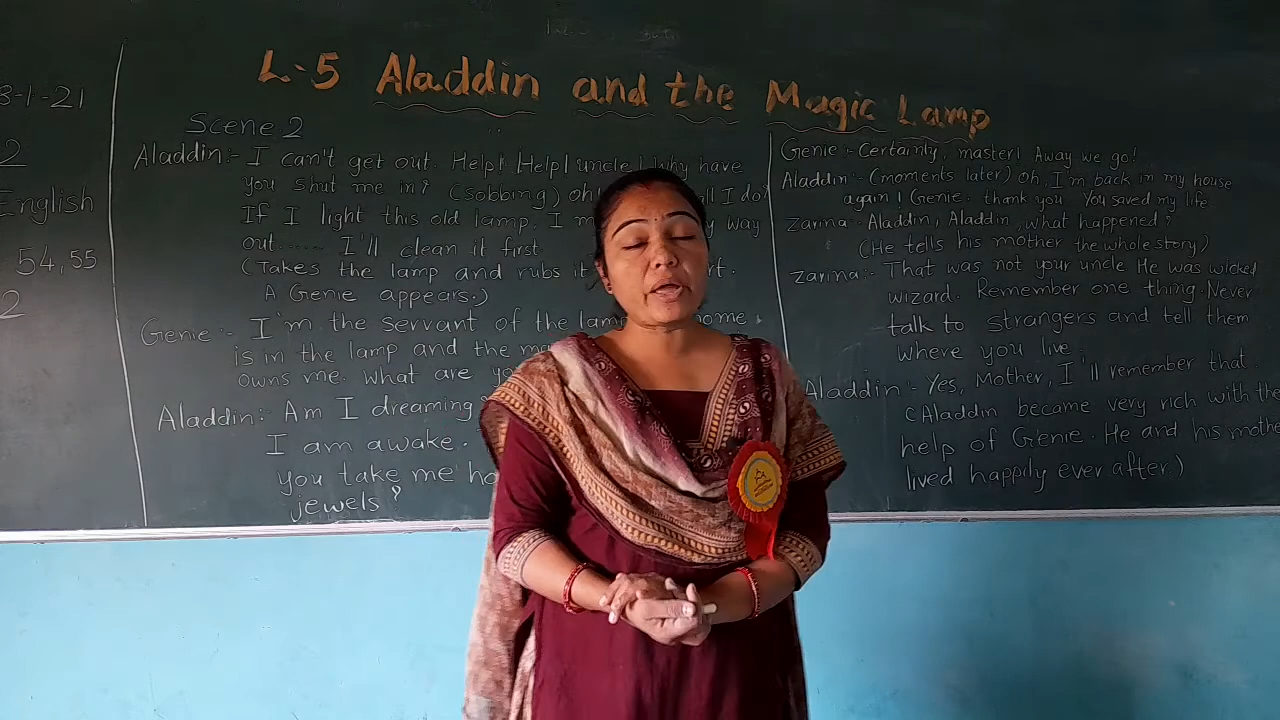 L-5 Aladdin and the Magic Lamp
8-1-21
2
English
54,55
2
Scene 2
Aladdin:- I can't get out. Help! Help! uncle! Why have
you shut me in? (Sobbing) oh! all I do?
If I light this old lamp, I way
out...... I'll clean it first.
(Takes the lamp and rubs it
A Genie appears.)
Genie:- I'm the servant of the lamp
is in the lamp and the
owns me. What are
Aladdin:- Am I dreaming
I am awake.
you take me
jewels?
Genie:- Certainly, master! Away we go!
Aladdin:- (moments later) Oh, I'm back in my house
again! Genie. thank you You saved my life
Zarina:- Aladdin, Aladdin, what happened?
(He tells his mother the whole story)
Zarina:- That was not your uncle He was wicked
wizard. Remember one thing. Never
talk to strangers and tell them
where you live.
Aladdin:- Yes, Mother, I'll remember that.
(Aladdin became very rich with the
help of Genie. He and his
lived happily ever after)